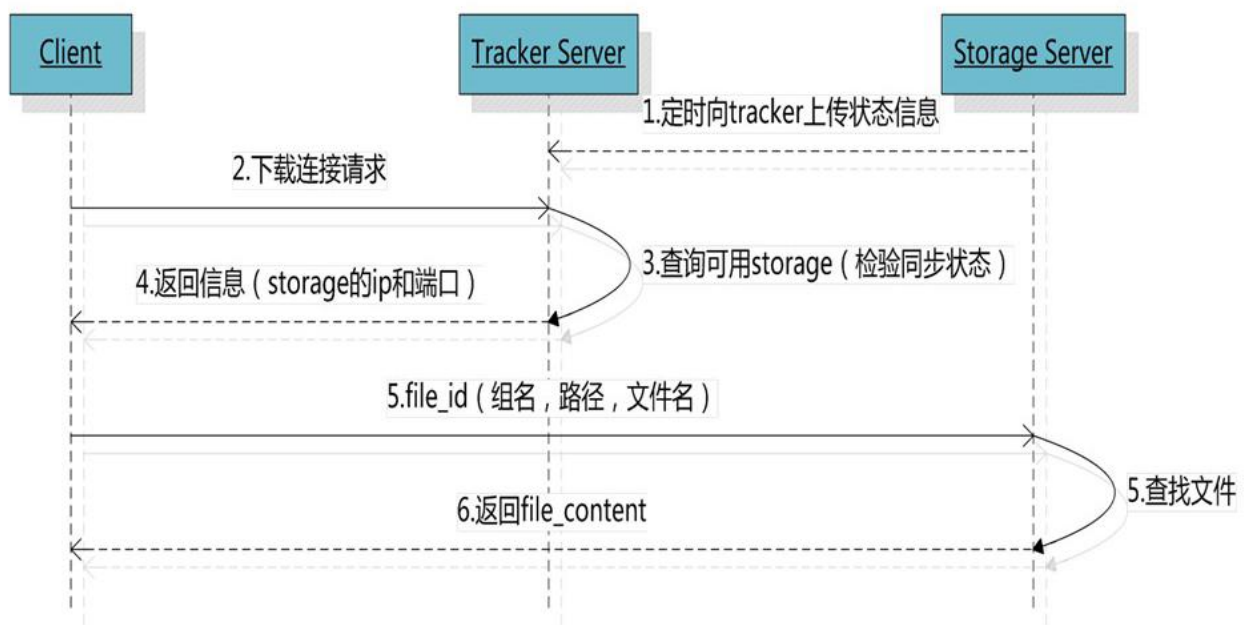 Client
Tracker Server
Storage Server
1.定时向tracker上传状态信息
2.下载连接请求
3.查询可用storage（检验同步状态）
4.返回信息（storage的ip和端口）
5.file_id（组名，路径，文件名）
5.查找文件
6.返回file_content